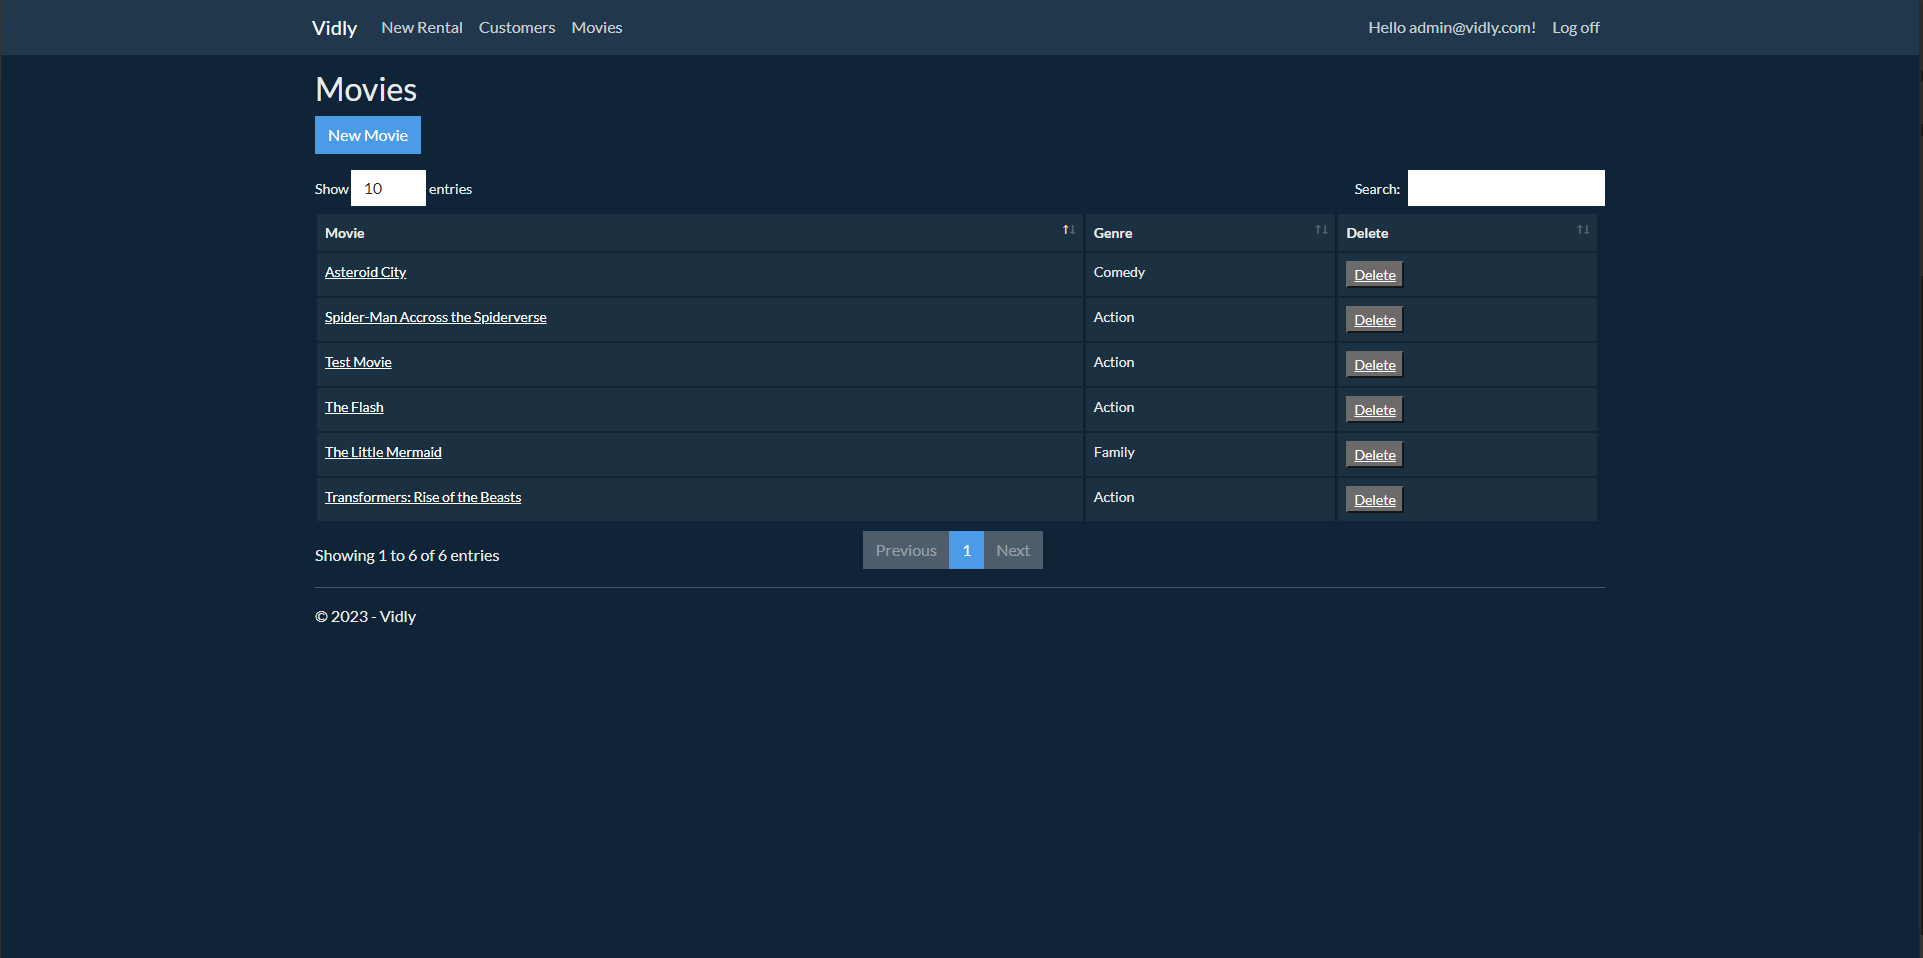 Vidly New Rental Customers Movies Hello admin@vidly.com! Log off
Movies
New Movie
Show 10 entries Search:
Movie Genre Delete
Asteroid City Comedy Delete
Spider-Man Accross the Spiderverse Action Delete
Test Movie Action Delete
The Flash Action Delete
The Little Mermaid Family Delete
Transformers: Rise of the Beasts Action Delete
Showing 1 to 6 of 6 entries Previous 1 Next
© 2023 - Vidly